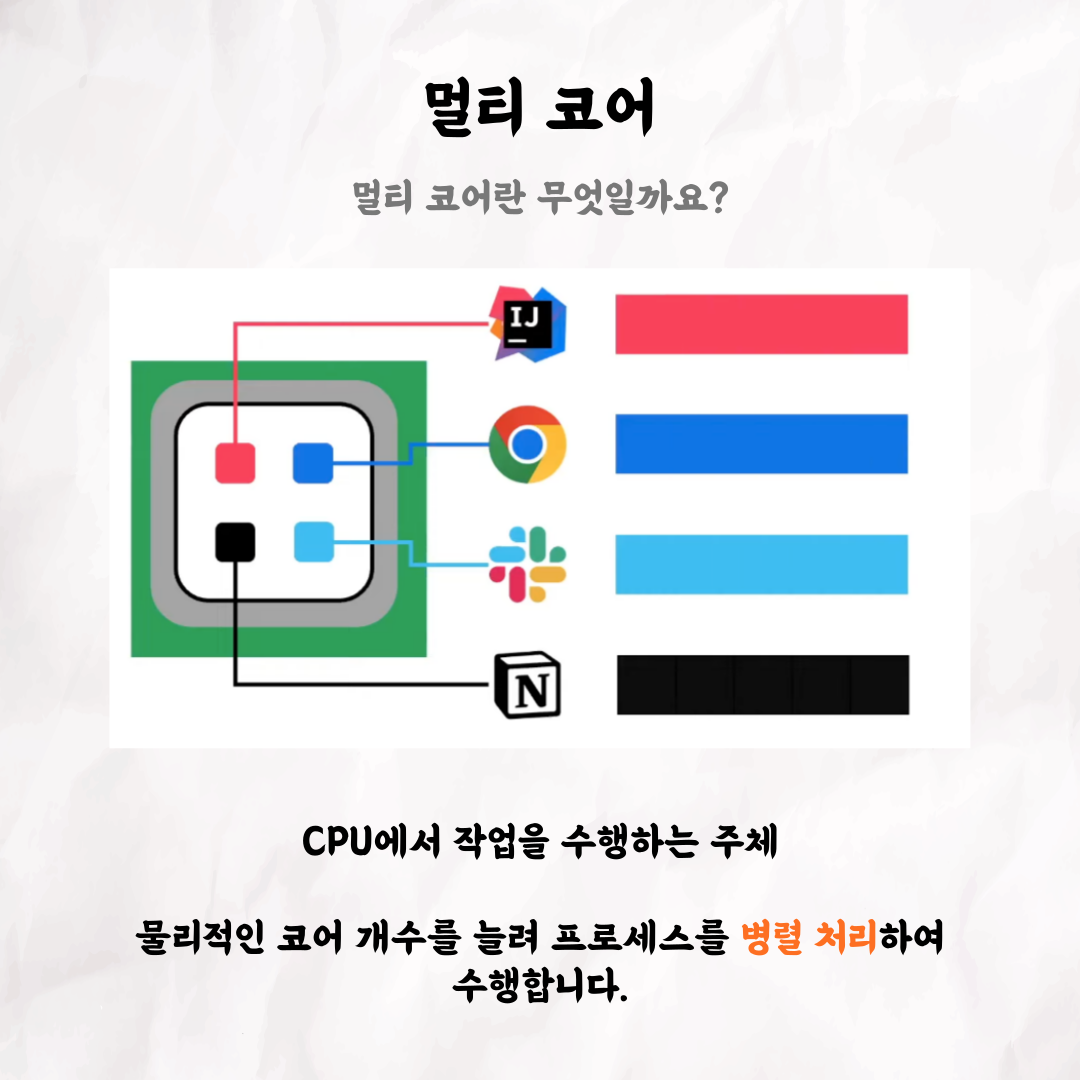 멀티 코어
멀티 코어란 무엇일까요?
IJ
N
CPU에서 작업을 수행하는 주체
물리적인 코어 개수를 늘려 프로세스를 병렬 처리하여
수행합니다.